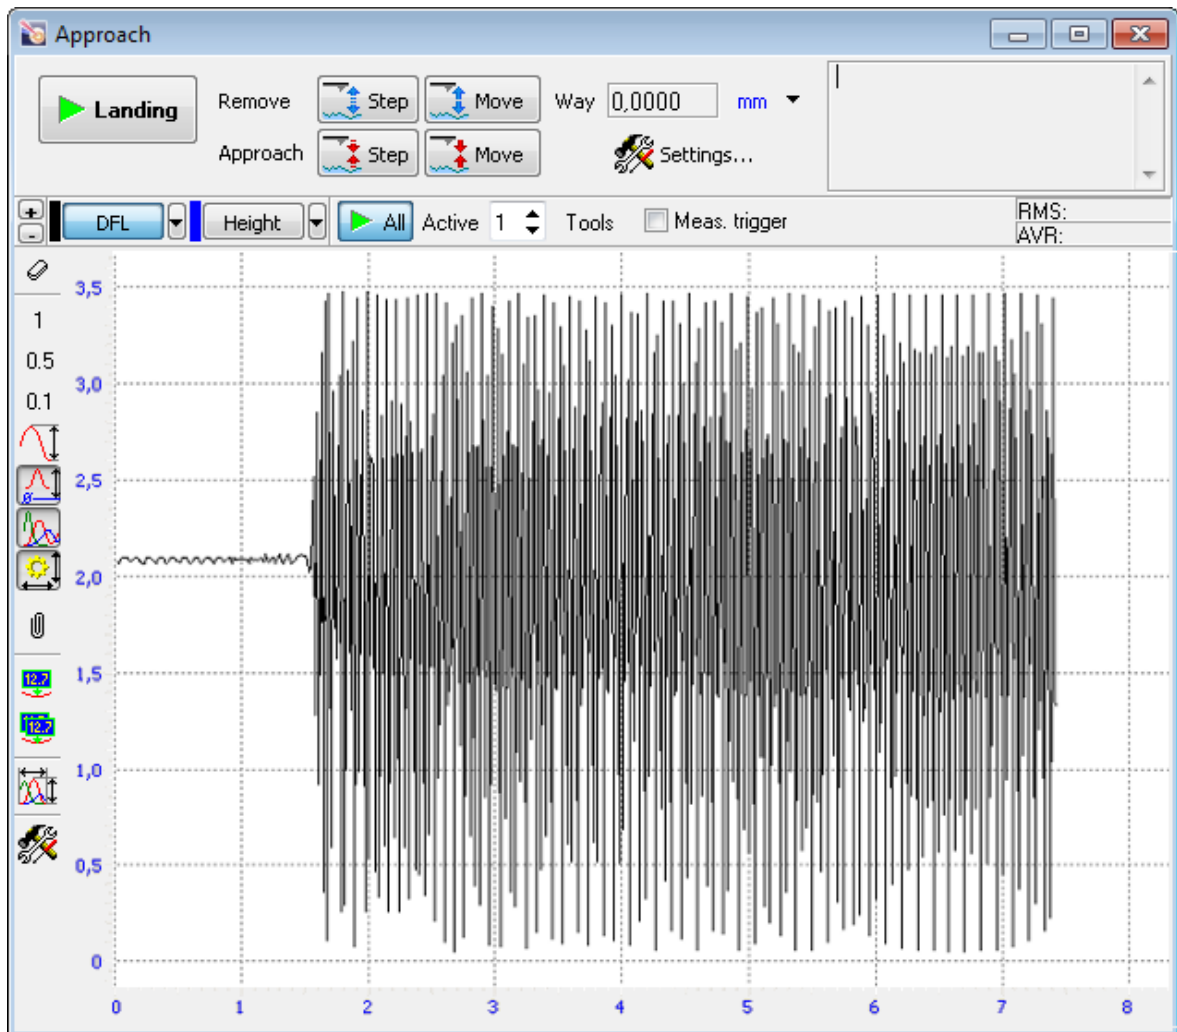 Approach
Landing Remove Step Move Way 0,0000 mm
Approach Step Move Settings...
+
-
DFL Height All Active 1 Tools Meas. trigger RMS:
AVR:
1
0.5
0.1
12.7
12.7
3,5
3,0
2,5
2,0
1,5
1,0
0,5
0
0 1 2 3 4 5 6 7 8